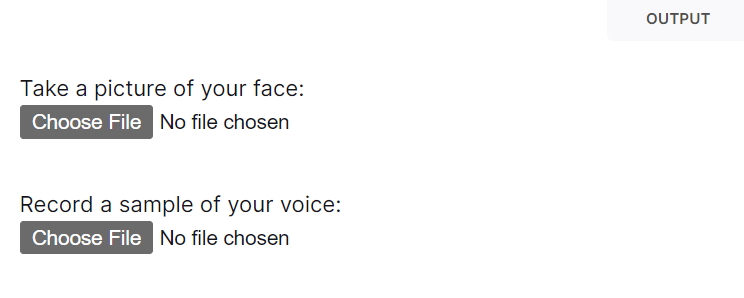 OUTPUT
Take a picture of your face:
Choose File No file chosen
Record a sample of your voice:
Choose File No file chosen